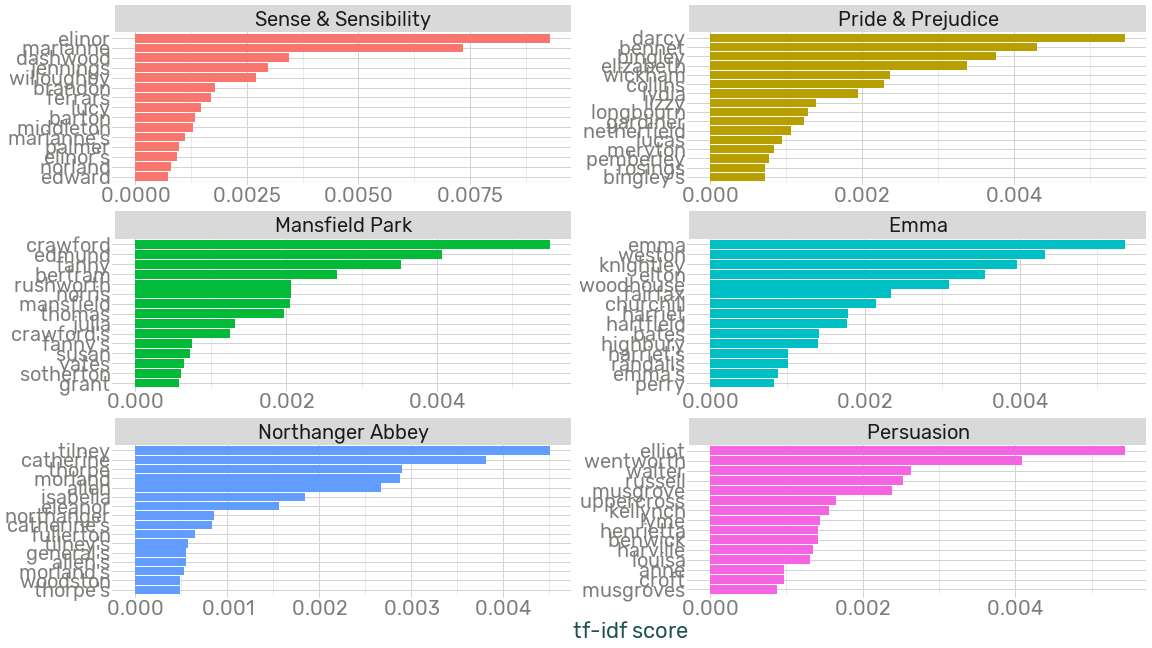 Sense & Sensibility
elinor
marianne
dashwood
jennings
willoughby
brandon
ferrars
lucy
barton
middleton
marianne's
palmer
elinor's
norland
edward
0.0000
0.0025
0.0050
0.0075
Pride & Prejudice
darcy
bennet
bingley
elizabeth
wickham
collins
lydia
lizzy
longbourn
gardiner
netherfield
lucas
meryton
pemberley
rosings
bingley's
0.000
0.002
0.004
Mansfield Park
crawford
edmund
fanny
bertram
rushworth
norris
mansfield
thomas
julia
crawford's
fanny's
susan
yates
sotherton
grant
0.000
0.002
0.004
Emma
emma
weston
knightley
elton
woodhouse
fairfax
churchill
harriet
hartfield
bates
highbury
harriet's
randalls
emma's
perry
0.000
0.002
0.004
Northanger Abbey
tilney
catherine
thorpe
morland
allen
isabella
eleanor
northanger
catherine's
fullerton
tilney's
general's
allen's
morland's
woodston
thorpe's
0.000
0.001
0.002
0.003
0.004
Persuasion
elliot
wentworth
walter
russell
musgrove
uppercross
kellynch
lyme
henrietta
benwick
harville
louisa
anne
croft
musgroves
0.000
0.002
0.004
tf-idf score